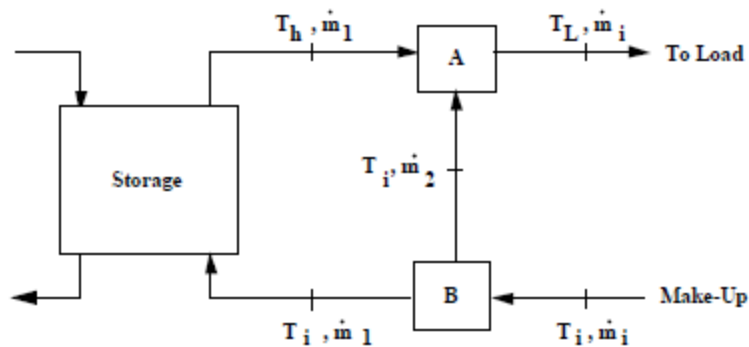 T_h , ṁ_1
T_L , ṁ_i
A
To Load
Storage
T_i , ṁ_2
B
Make-Up
T_i , ṁ_1
T_i , ṁ_i